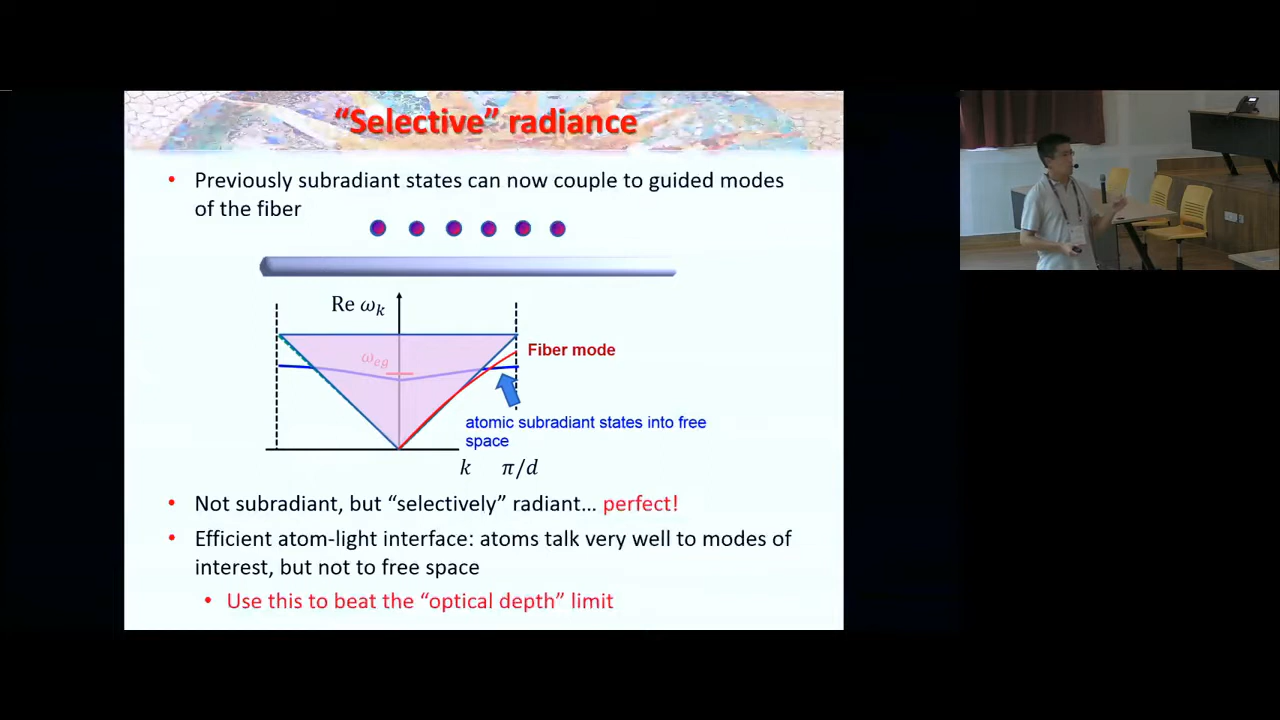 “Selective” radiance
• Previously subradiant states can now couple to guided modes
of the fiber
Re ωk
ωeg
Fiber mode
atomic subradiant states into free
space
k π/d
• Not subradiant, but “selectively” radiant… perfect!
• Efficient atom-light interface: atoms talk very well to modes of
interest, but not to free space
• Use this to beat the “optical depth” limit